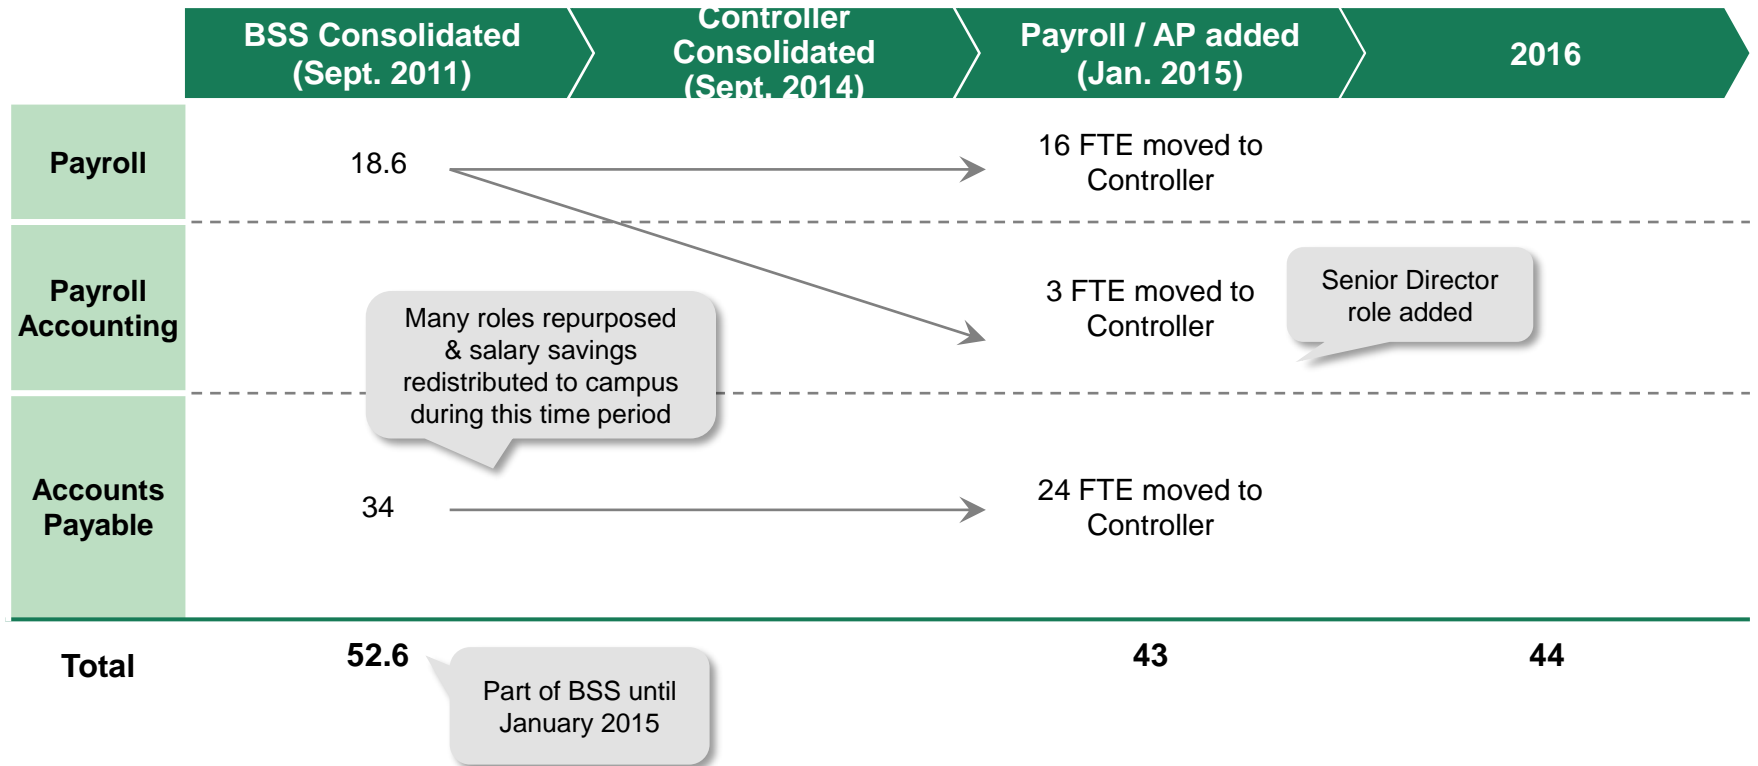 BSS Consolidated
(Sept. 2011)
Controller
Consolidated
(Sept. 2014)
Payroll / AP added
(Jan. 2015)
2016
Payroll
18.6
16 FTE moved to
Controller
Payroll
Accounting
Many roles repurposed
& salary savings
redistributed to campus
during this time period
3 FTE moved to
Controller
Senior Director
role added
Accounts
Payable
34
24 FTE moved to
Controller
Total
52.6
Part of BSS until
January 2015
43
44